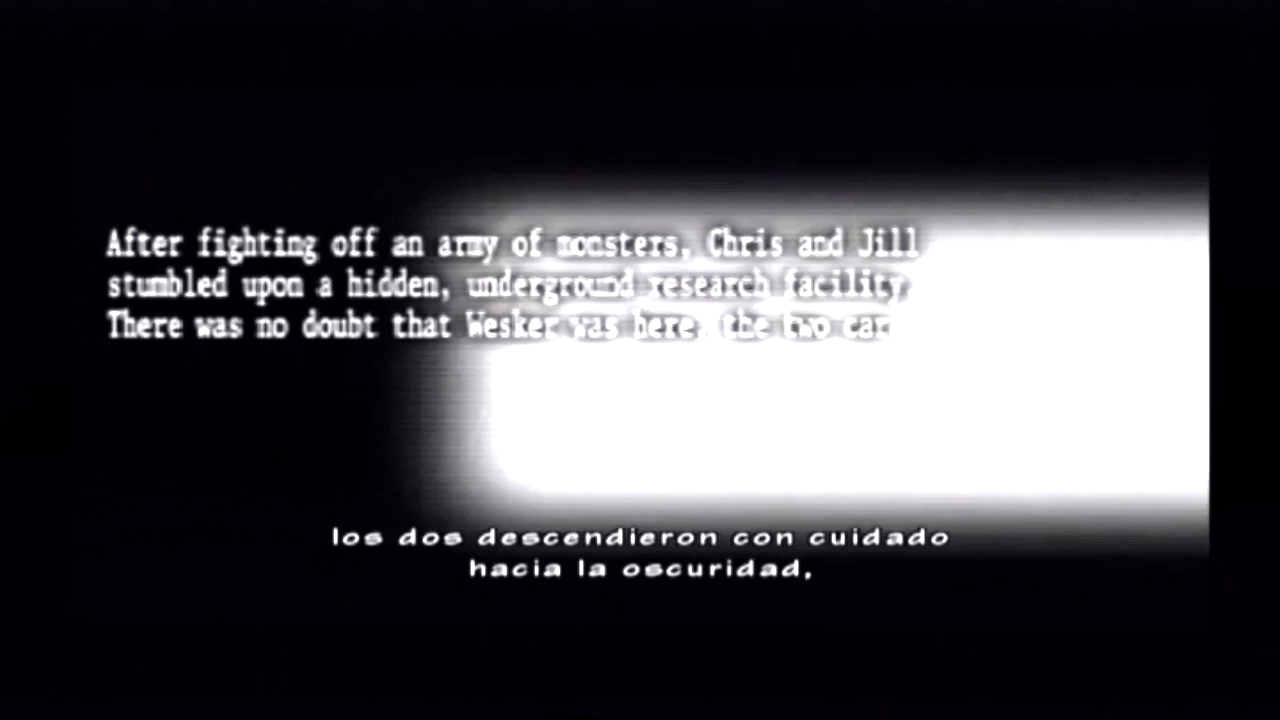 After fighting off an army of monsters, Chris and Jill
stumbled upon a hidden, underground research facility.
There was no doubt that Wesker was here, the two car
los dos descendieron con cuidado
hacia la oscuridad,